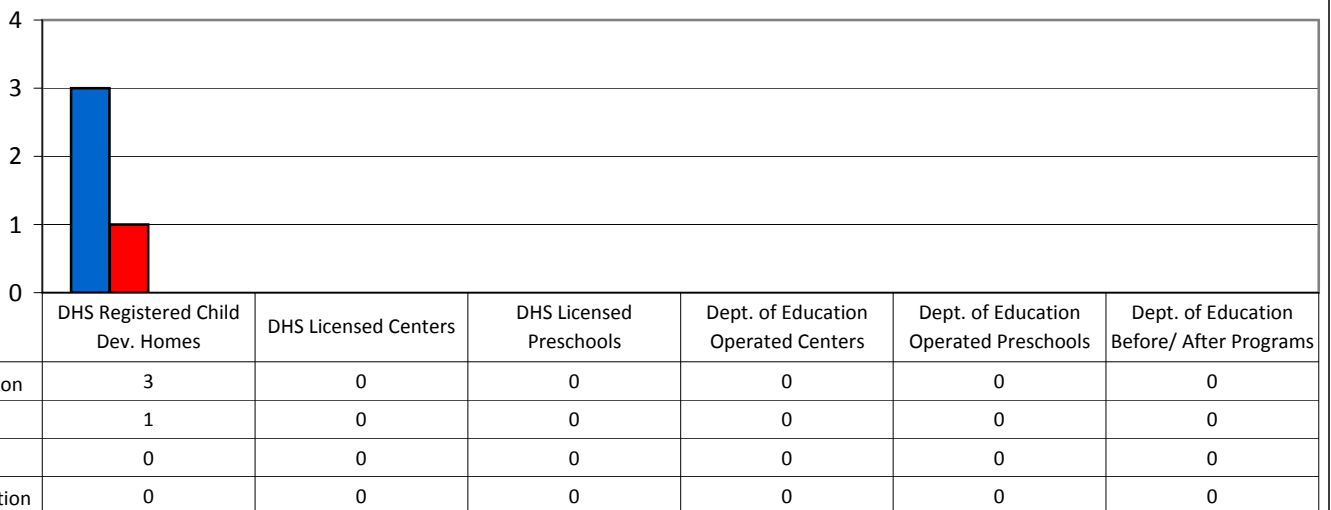 4
3
2
1
0
DHS Registered Child
Dev. Homes
DHS Licensed Centers
DHS Licensed
Preschools
Dept. of Education
Operated Centers
Dept. of Education
Operated Preschools
Dept. of Education
Before/ After Programs
on 3 0 0 0 0 0
1 0 0 0 0 0
0 0 0 0 0 0
tion 0 0 0 0 0 0